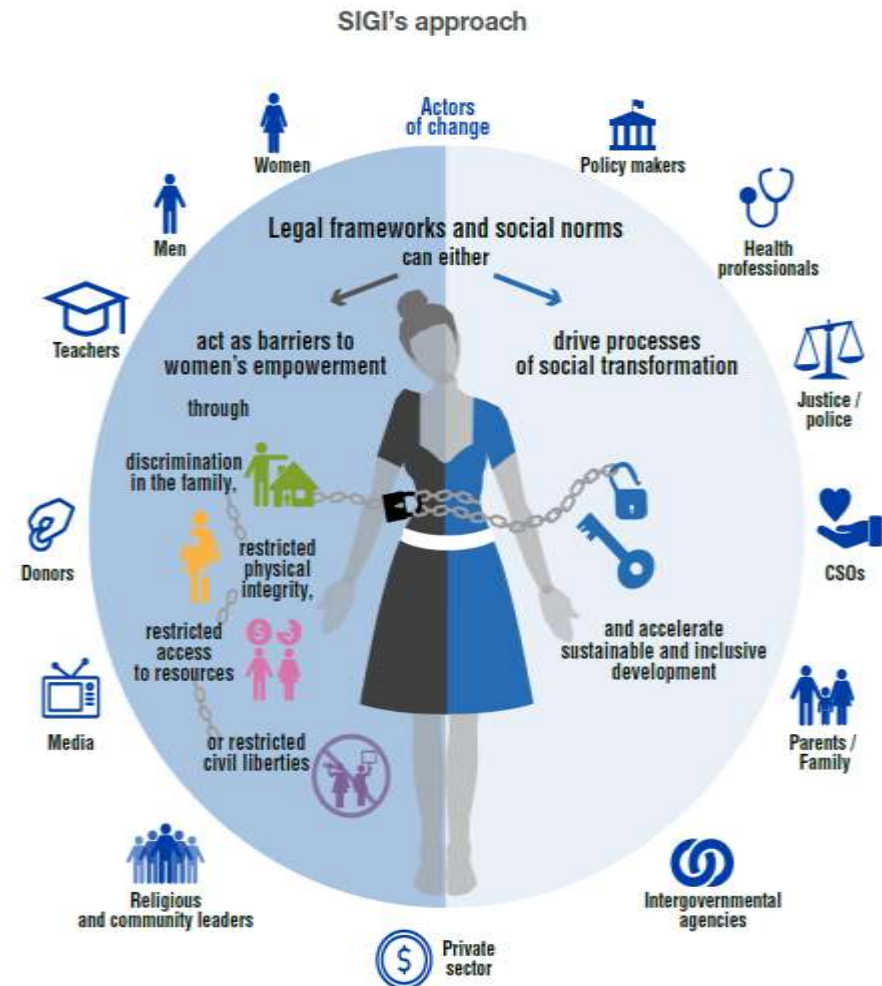 SIGI's approach
Actors
of change
Women
Policy makers
Men
Health
professionals
Teachers
Justice /
police
Donors
CSOs
Media
Parents /
Family
Religious
and community leaders
Intergovernmental
agencies
$ Private
sector
Legal frameworks and social norms
can either
act as barriers to
women's empowerment
through
discrimination
in the family,
restricted
physical
integrity,
$
restricted
access
to resources
or restricted
civil liberties
drive processes
of social transformation
and accelerate
sustainable and inclusive
development